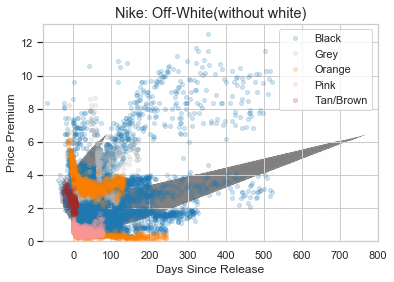 Nike: Off-White(without white)
Black
Grey
Orange
Pink
Tan/Brown
Price Premium
12
10
8
6
4
2
0
0
100
200
300
400
500
600
700
800
Days Since Release